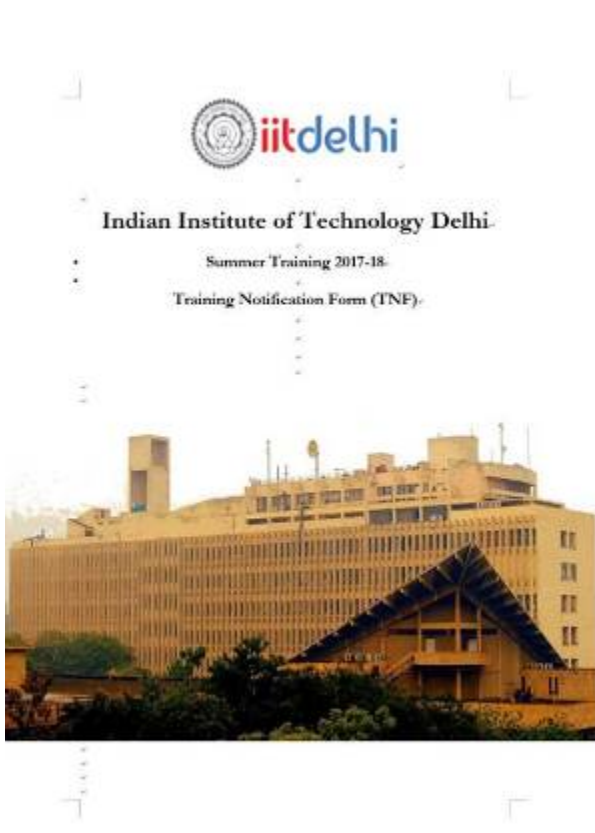 iitdelhi
Indian Institute of Technology Delhi
Summer Training 2017-18
Training Notification Form (TNF)